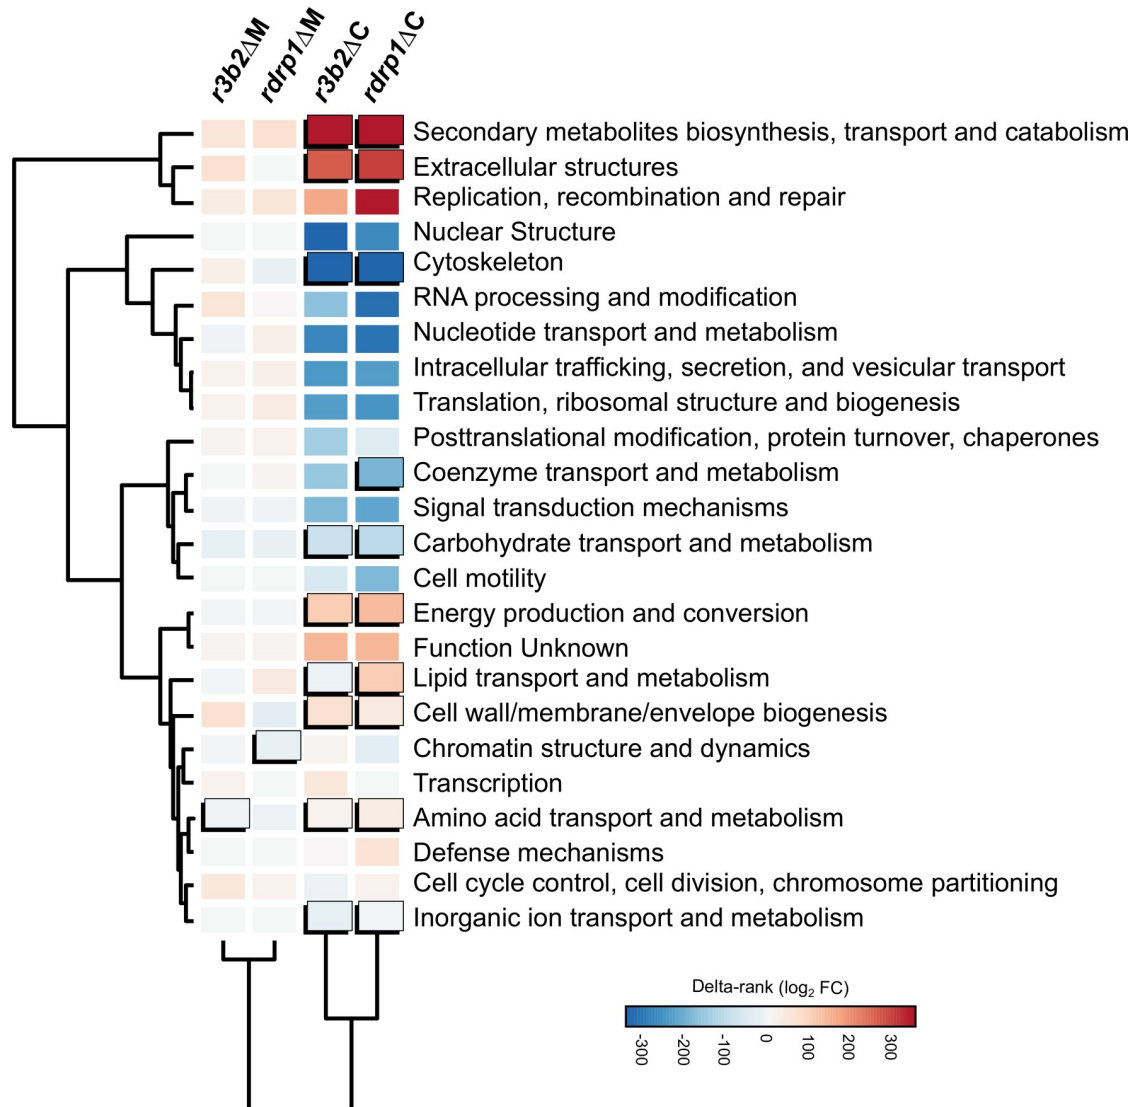 r3b2ΔM rdrp1ΔM r3b2ΔC rdrp1ΔC
Secondary metabolites biosynthesis, transport and catabolism
Extracellular structures
Replication, recombination and repair
Nuclear Structure
Cytoskeleton
RNA processing and modification
Nucleotide transport and metabolism
Intracellular trafficking, secretion, and vesicular transport
Translation, ribosomal structure and biogenesis
Posttranslational modification, protein turnover, chaperones
Coenzyme transport and metabolism
Signal transduction mechanisms
Carbohydrate transport and metabolism
Cell motility
Energy production and conversion
Function Unknown
Lipid transport and metabolism
Cell wall/membrane/envelope biogenesis
Chromatin structure and dynamics
Transcription
Amino acid transport and metabolism
Defense mechanisms
Cell cycle control, cell division, chromosome partitioning
Inorganic ion transport and metabolism
Delta-rank (log₂ FC)
-300 -200 -100 0 100 200 300